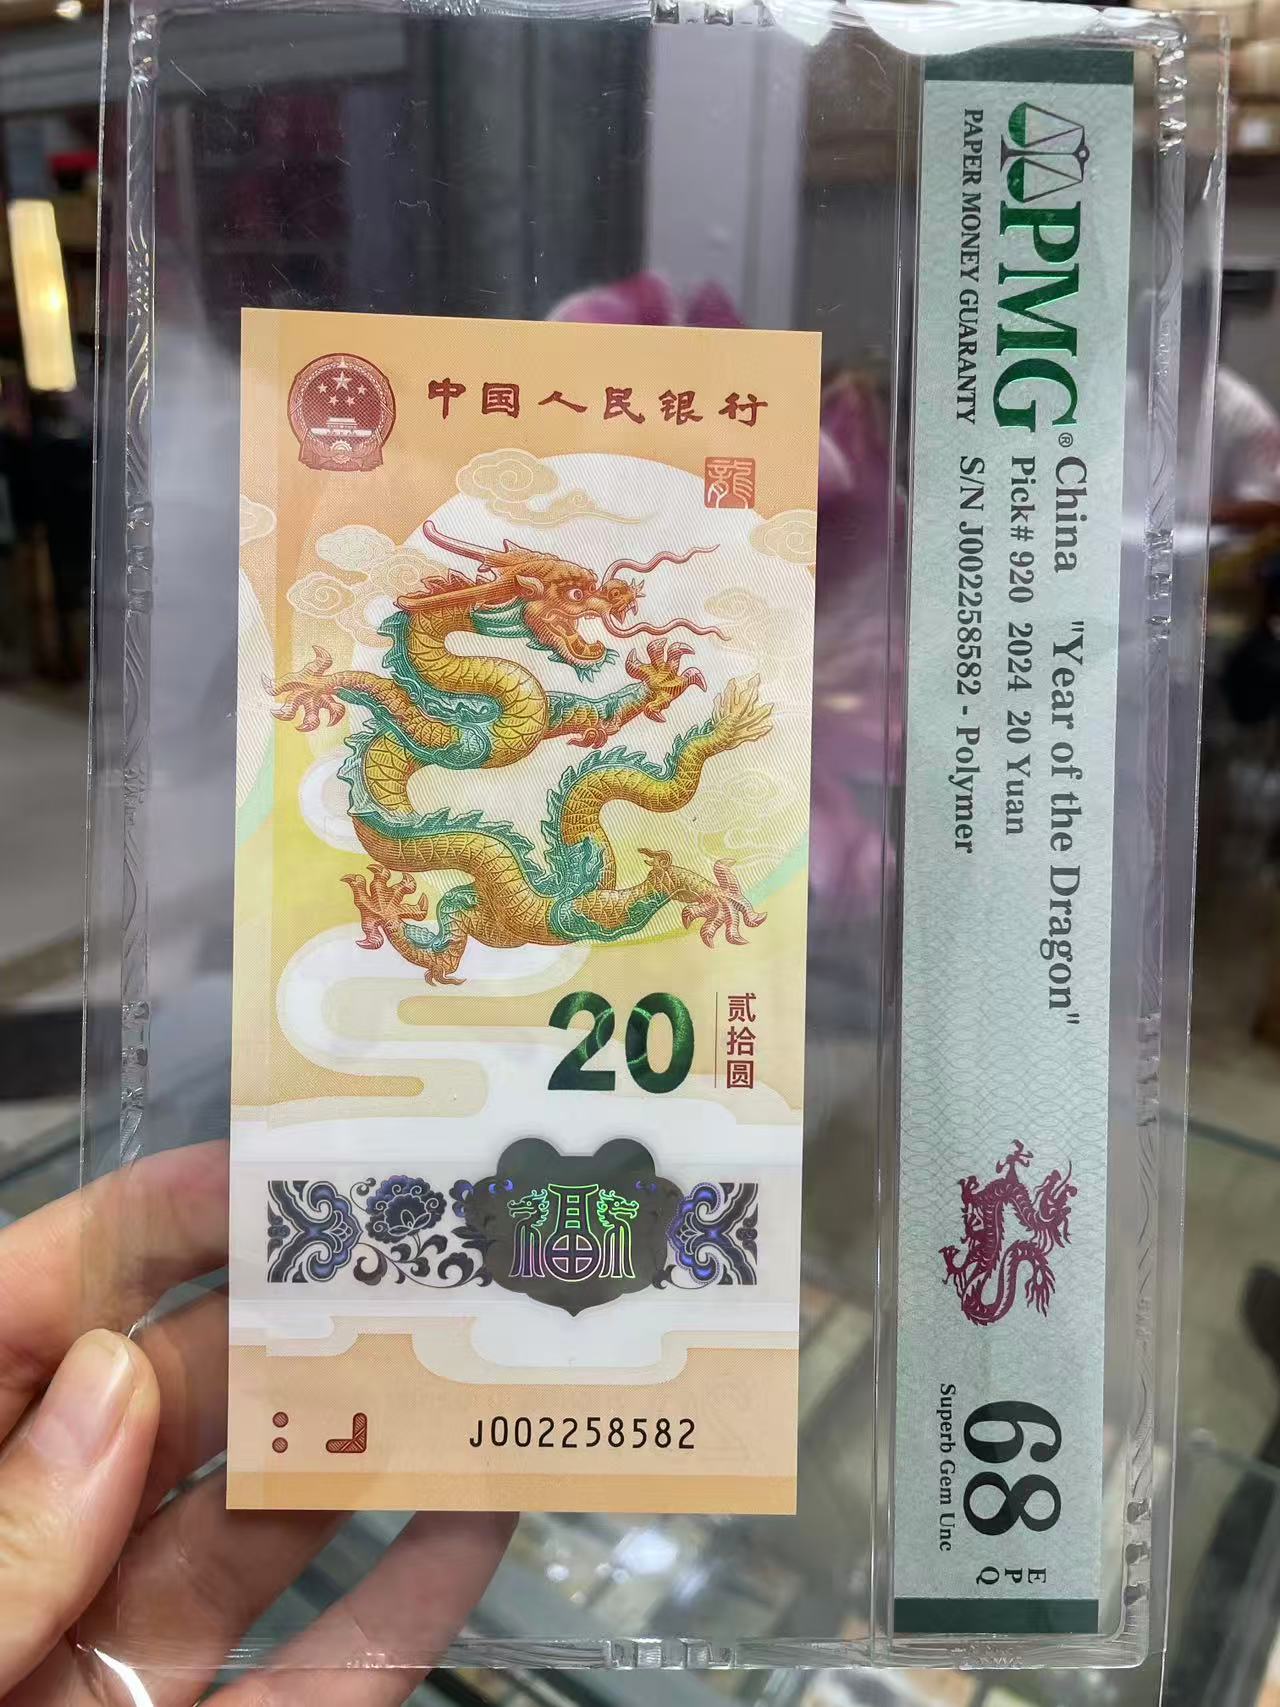 中国人民银行
龍
20
贰拾圆
福
J002258582
PMG®
PAPER MONEY GUARANTY
China "Year of the Dragon"
Pick# 920 2024 20 Yuan
S/N J002258582 - Polymer
68
EPQ
Superb Gem Unc